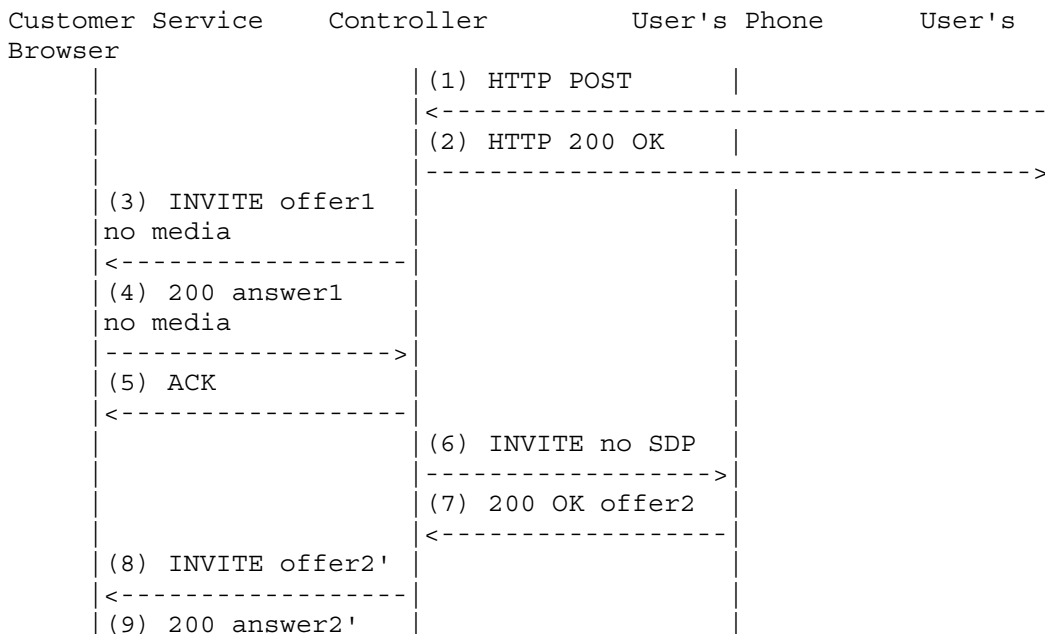 Customer Service    Controller          User's Phone      User's
Browser
(1) HTTP POST
(2) HTTP 200 OK
(3) INVITE offer1
no media
(4) 200 answer1
no media
(5) ACK
(6) INVITE no SDP
(7) 200 OK offer2
(8) INVITE offer2'
(9) 200 answer2'